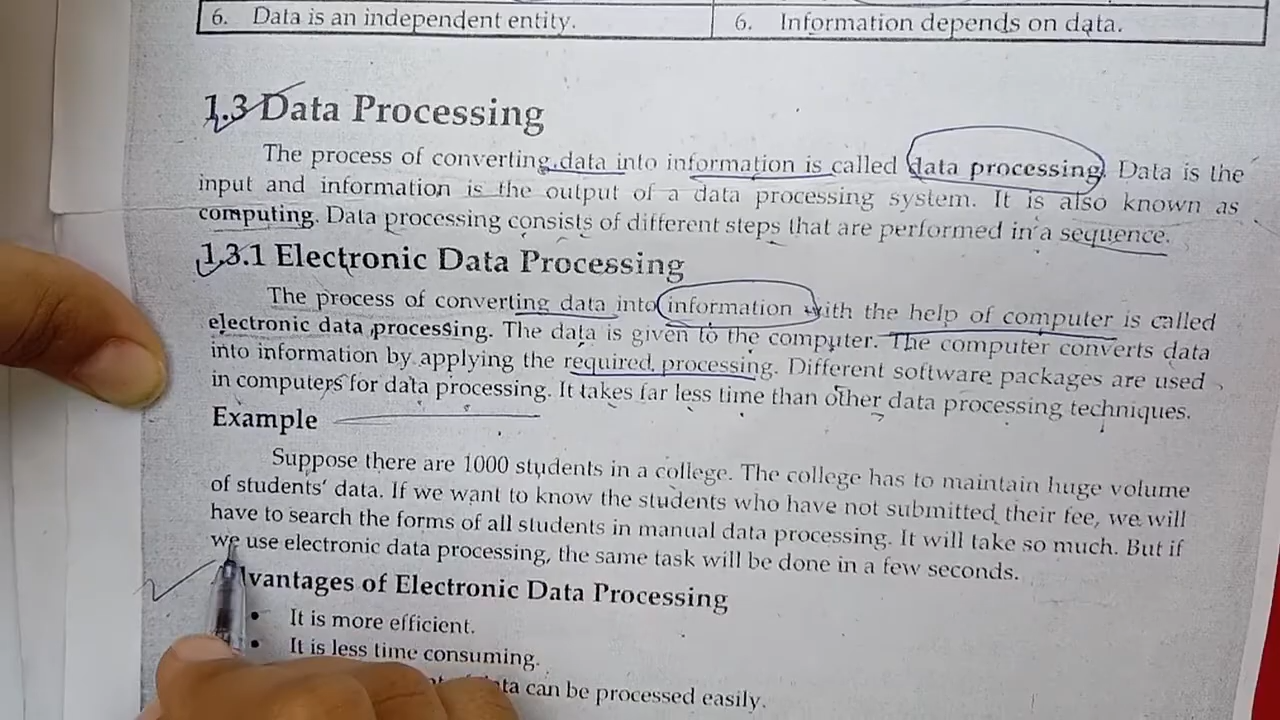 6. Data is an independent entity. 6. Information depends on data.
1.3 Data Processing
The process of converting data into information is called data processing. Data is the
input and information is the output of a data processing system. It is also known as
computing. Data processing consists of different steps that are performed in a sequence.
1.3.1 Electronic Data Processing
The process of converting data into information with the help of computer is called
electronic data processing. The data is given to the computer. The computer converts data
into information by applying the required processing. Different software packages are used
in computers for data processing. It takes far less time than other data processing techniques.
Example
Suppose there are 1000 students in a college. The college has to maintain huge volume
of students' data. If we want to know the students who have not submitted their fee, we will
have to search the forms of all students in manual data processing. It will take so much. But if
we use electronic data processing, the same task will be done in a few seconds.
vantages of Electronic Data Processing
• It is more efficient.
• It is less time consuming.
ta can be processed easily.